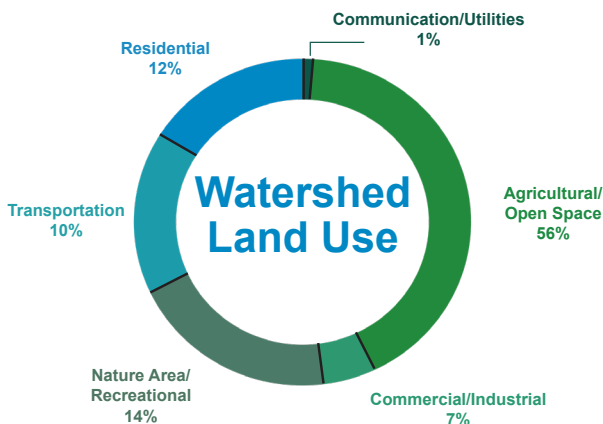 Communication/Utilities
1%
Residential
12%
Watershed
Land Use
Agricultural/
Open Space
56%
Transportation
10%
Nature Area/
Recreational
14%
Commercial/Industrial
7%